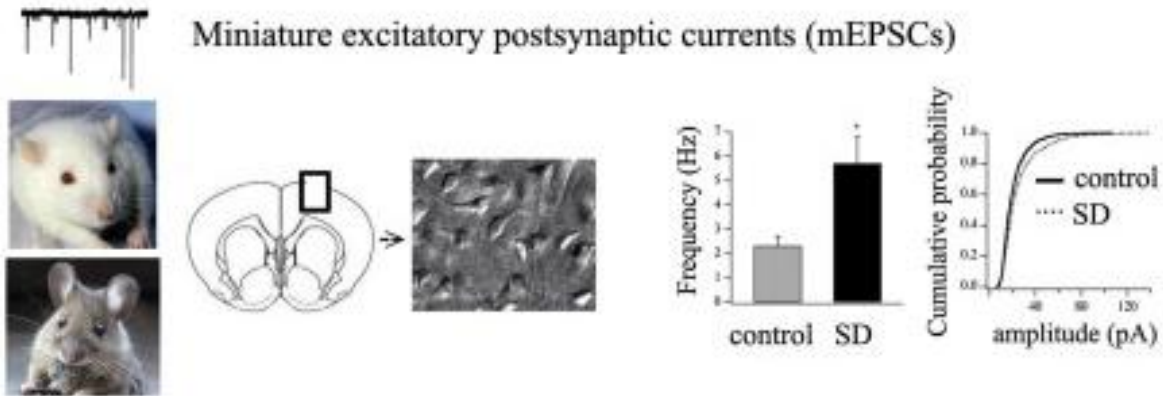 Miniature excitatory postsynaptic currents (mEPSCs)
Frequency (Hz)
7
6
5
4
3
2
1
0
*
control SD
Cumulative probability
1.0
0.8
0.6
0.4
0.2
0.0
control
SD
40 80 120
amplitude (pA)